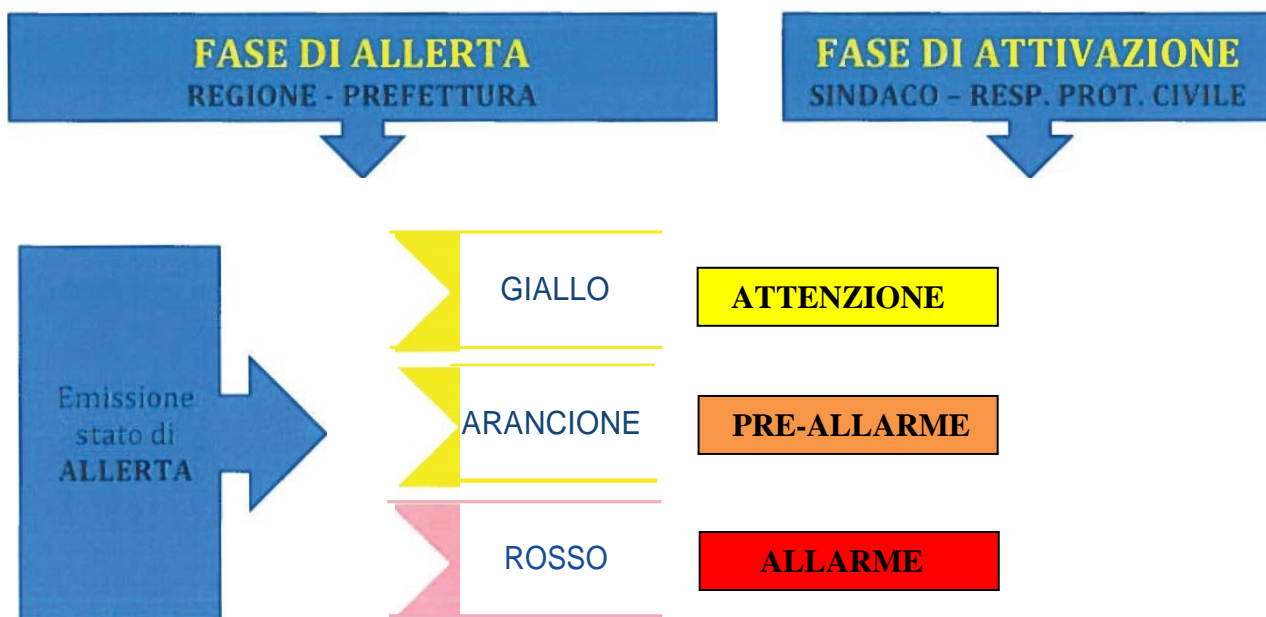 FASE DI ALLERTA
REGIONE - PREFETTURA
FASE DI ATTIVAZIONE
SINDACO – RESP. PROT. CIVILE
Emissione
stato di
ALLERTA
GIALLO
ATTENZIONE
ARANCIONE
PRE-ALLARME
ROSSO
ALLARME